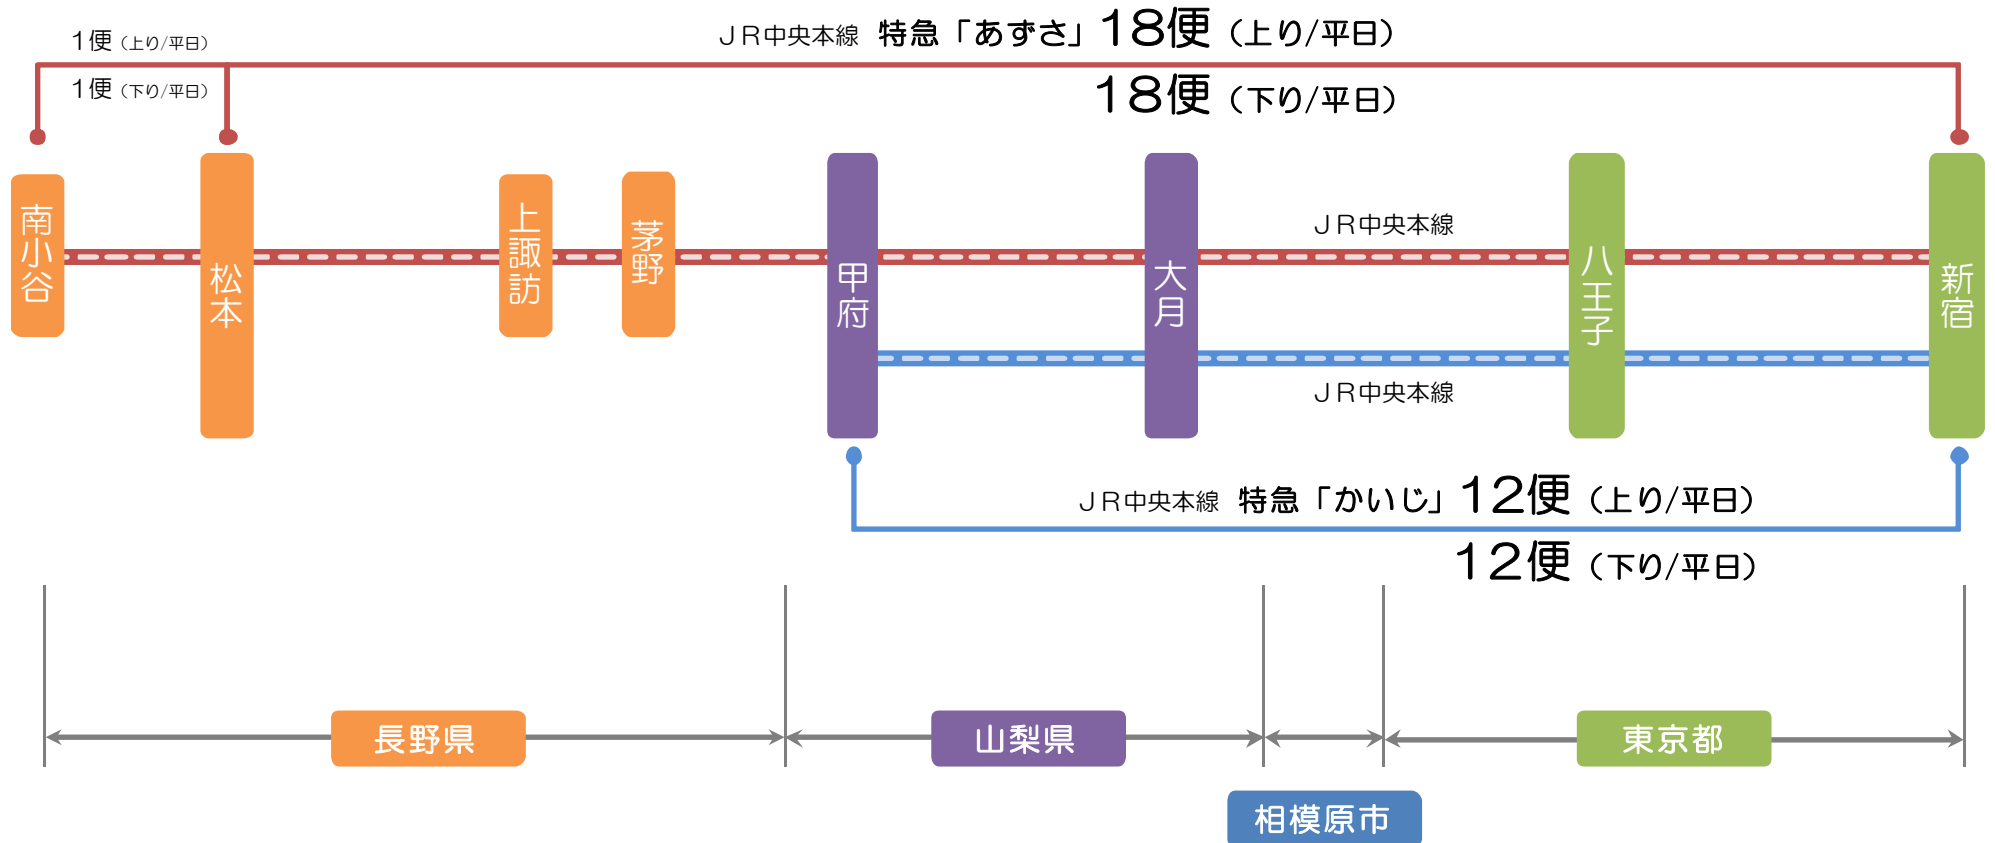 1便（上り/平日）
ＪＲ中央本線 特急「あずさ」18便（上り/平日）
1便（下り/平日）
18便（下り/平日）
南小谷
松本
上諏訪
茅野
甲府
大月
八王子
新宿
ＪＲ中央本線
ＪＲ中央本線
ＪＲ中央本線 特急「かいじ」12便（上り/平日）
12便（下り/平日）
長野県
山梨県
東京都
相模原市